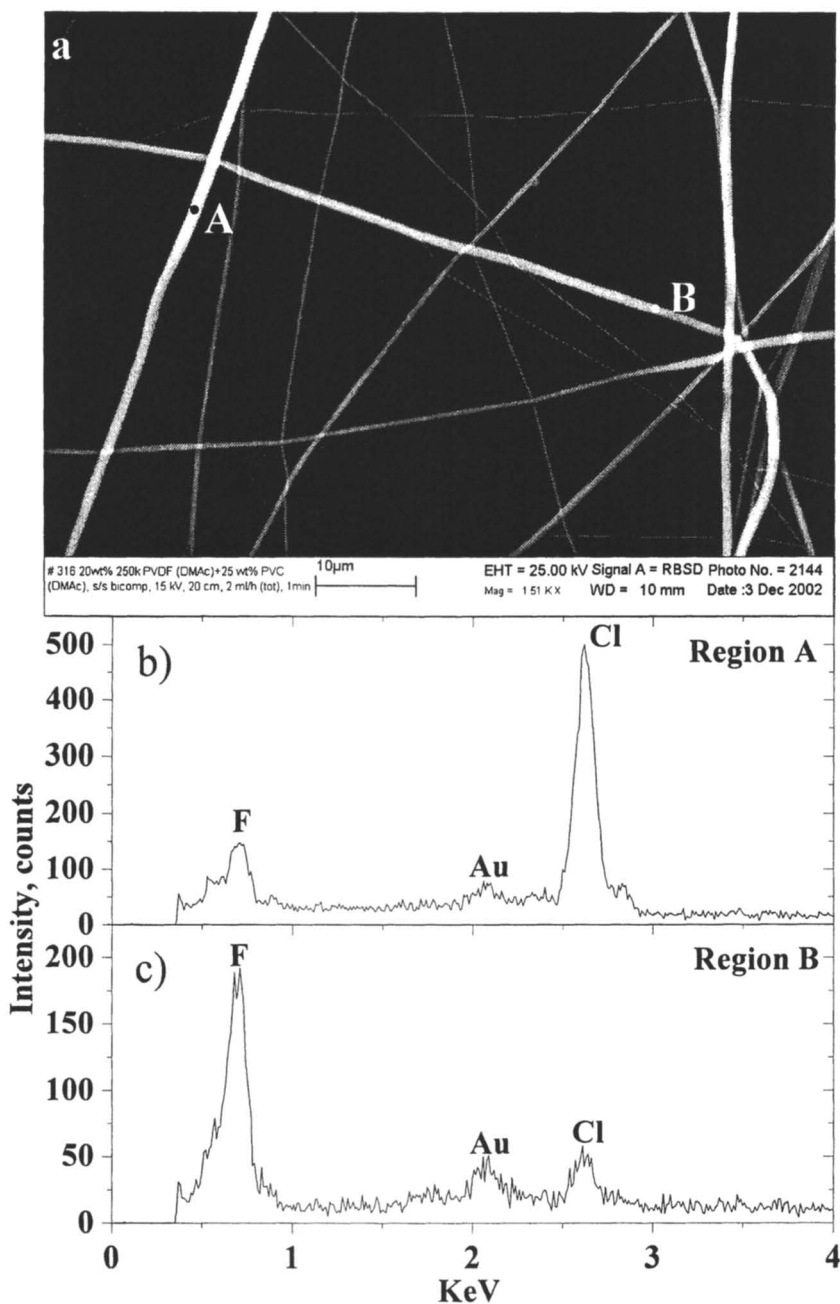 a
A
B
# 316 20wt% 250k PVDF (DMAc)+25 wt% PVC
(DMAc), s/s bicomp, 15 kV, 20 cm, 2 ml/h (tot), 1min
10µm
EHT = 25.00 kV Signal A = RBSD Photo No. = 2144
Mag = 1 51 K X WD = 10 mm Date :3 Dec 2002
b)
Region A
F
Au
Cl
500
400
300
200
100
0
c)
Region B
F
Au
Cl
200
150
100
50
0
Intensity, counts
0 1 2 3 4
KeV